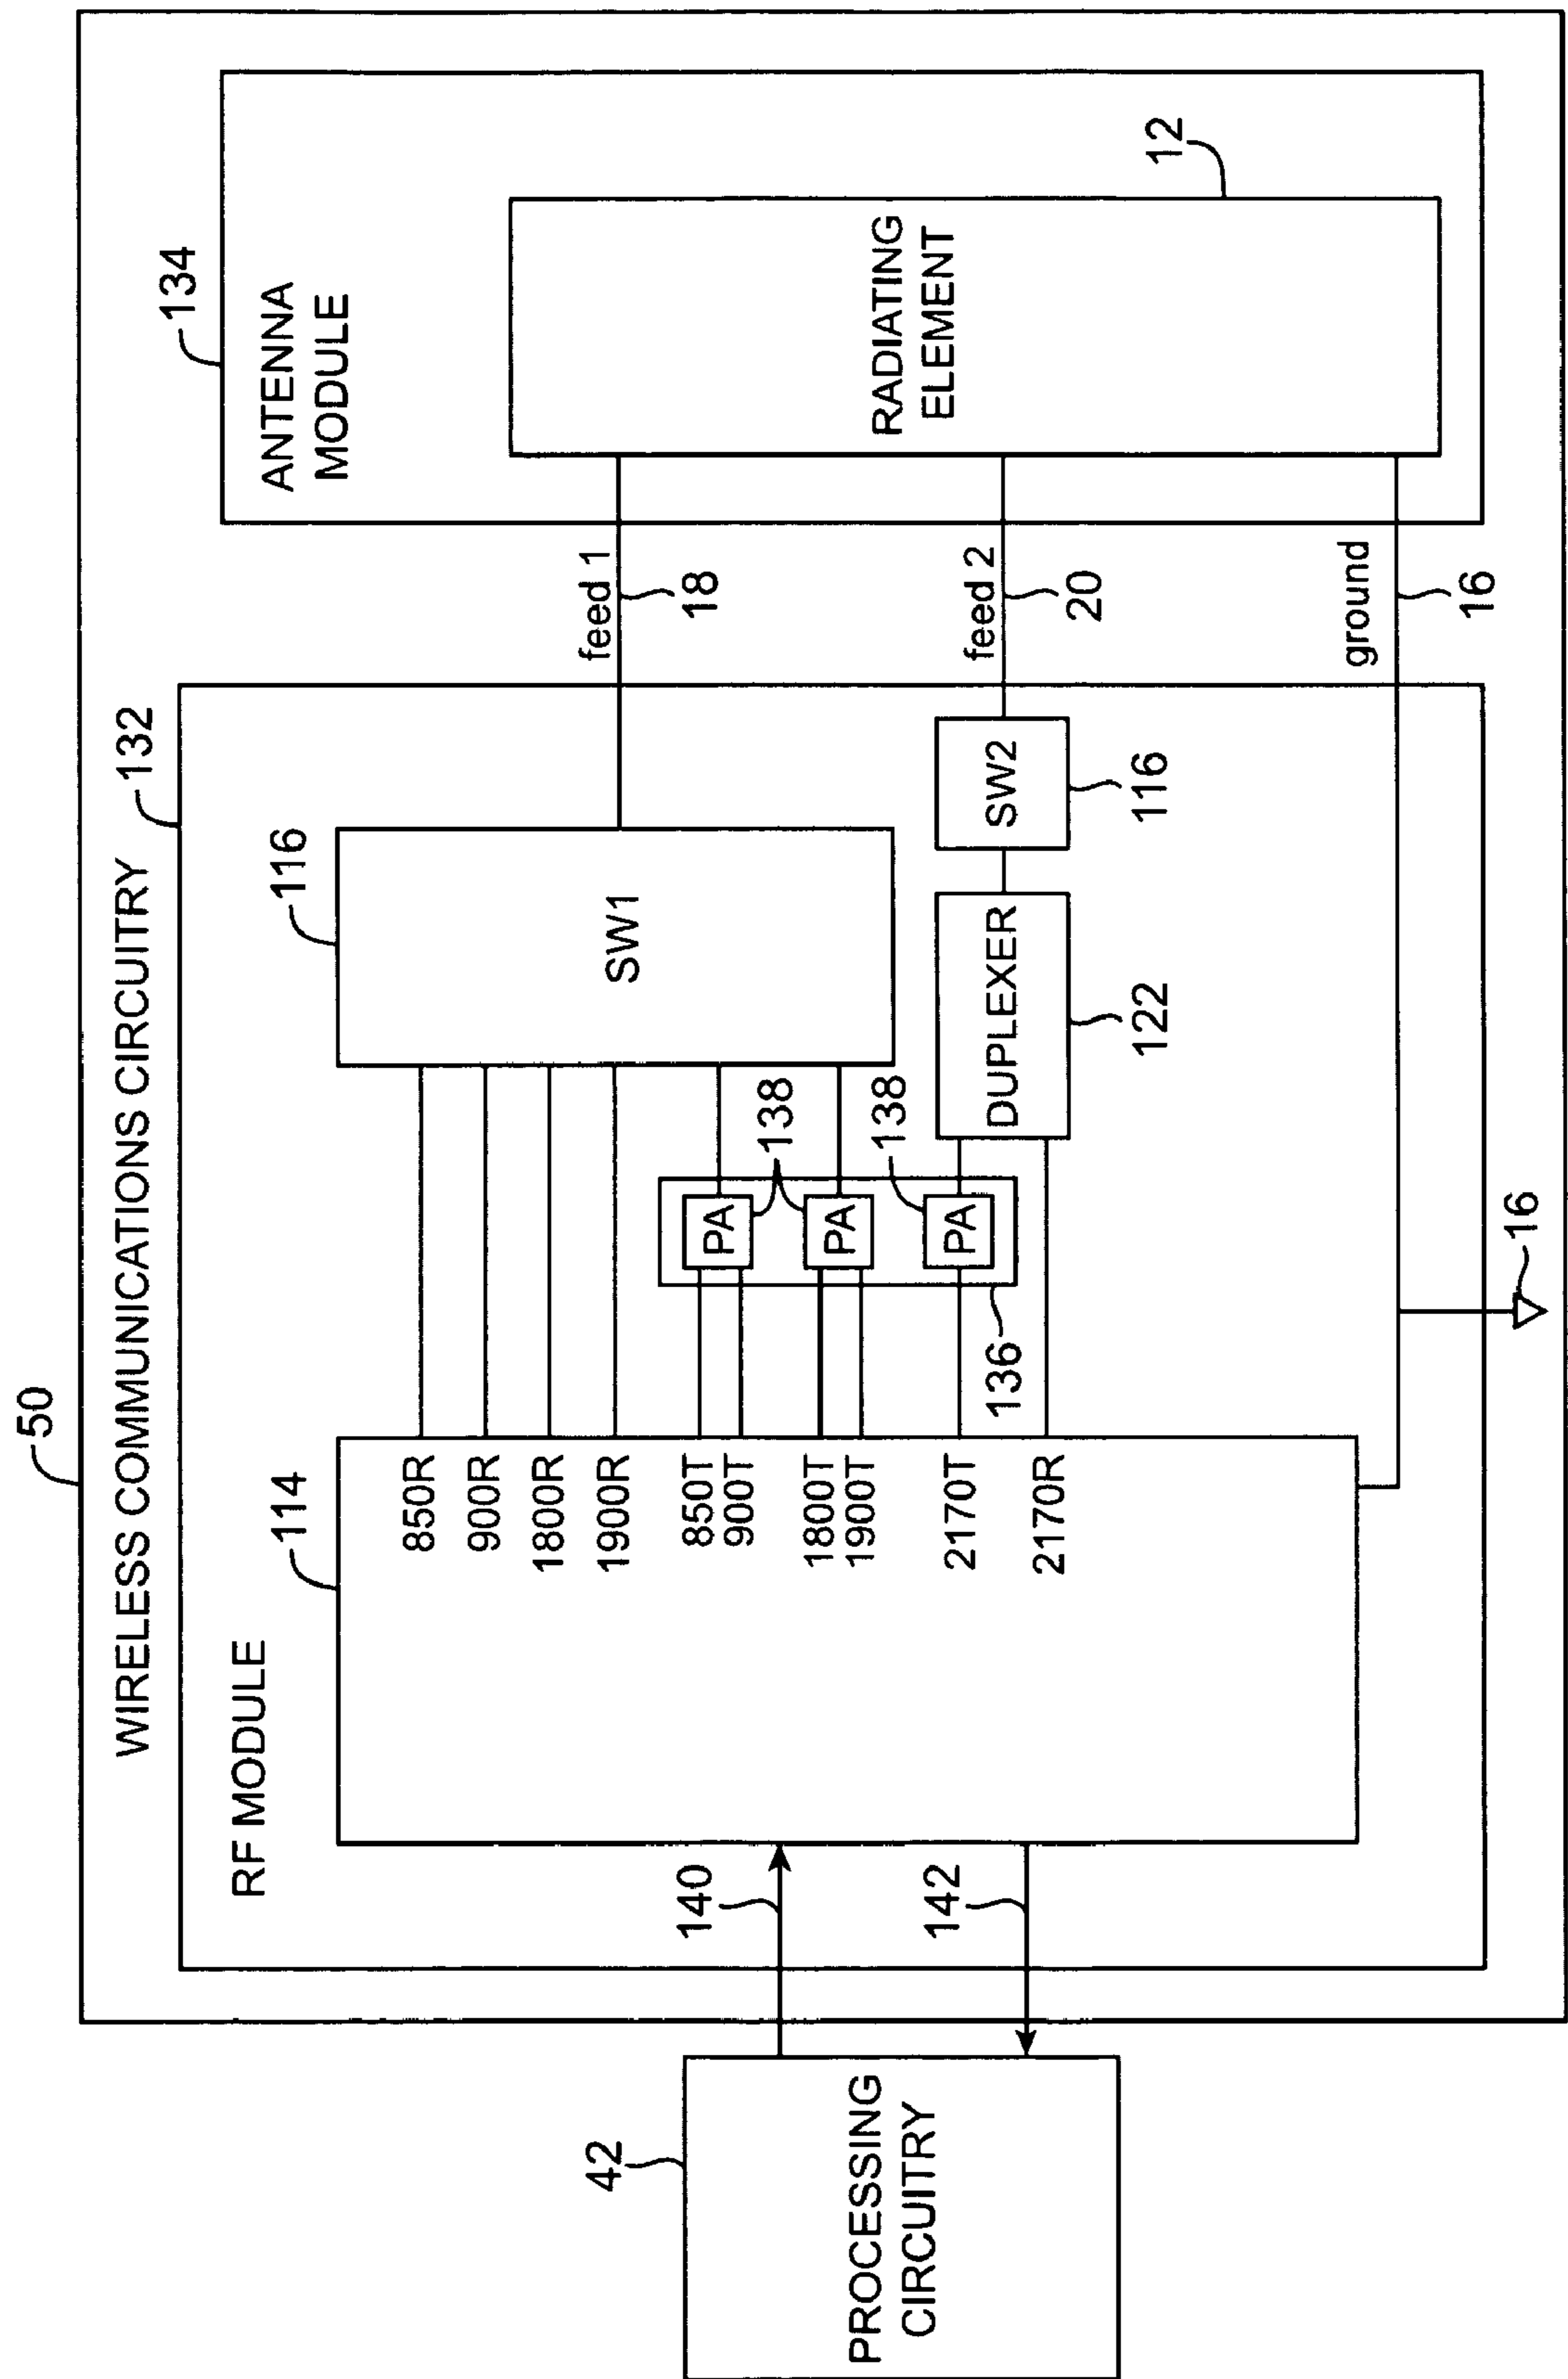 50
WIRELESS COMMUNICATIONS CIRCUITRY
132
RF MODULE
134
ANTENNA
MODULE
114
116
12
850R
900R
1800R
1900R
850T
900T
1800T
1900T
2170T
2170R
SW1
PA
PA
PA
138
138
136
DUPLEXER
122
SW2
116
feed 1
18
feed 2
20
ground
16
RADIATING
ELEMENT
42
PROCESSING
CIRCUITRY
140
142
16